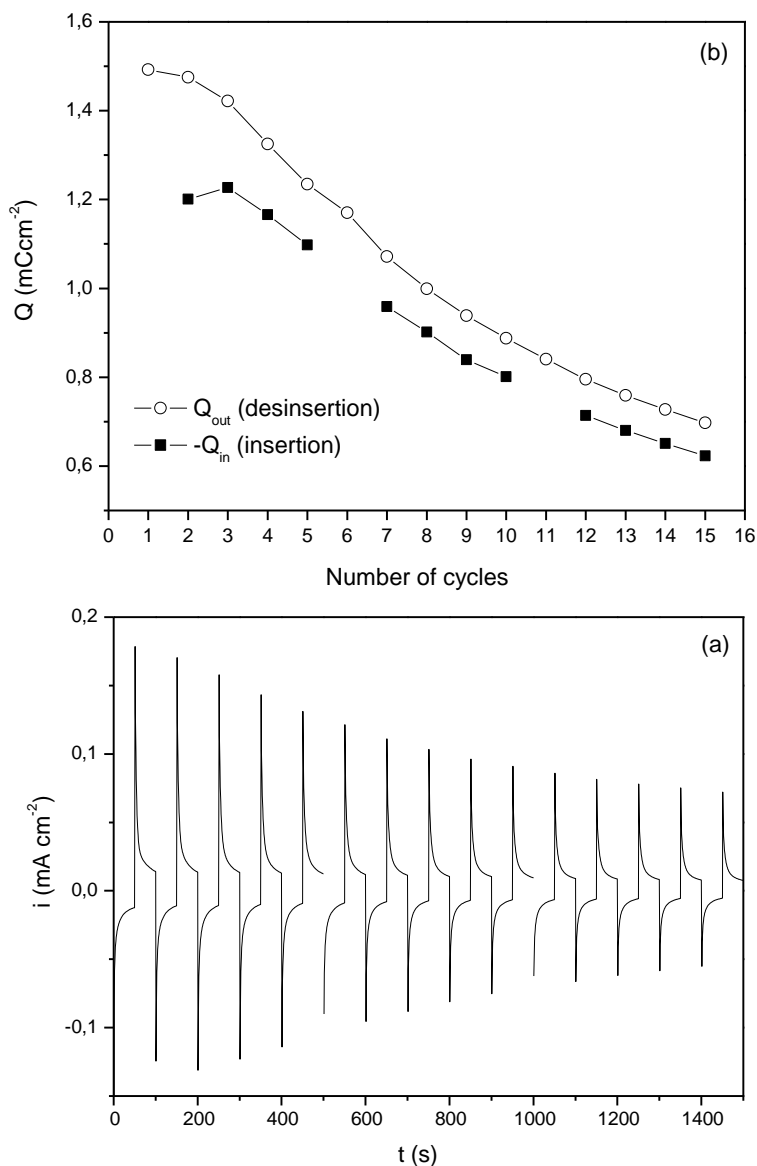 (b)
1,6
1,4
1,2
1,0
0,8
0,6
Q (mCcm-2)
Qout (desinsertion)
-Qin (insertion)
1 2 3 4 5 6 7 8 9 10 11 12 13 14 15 16
Number of cycles
(a)
0,2
0,1
0,0
-0,1
i (mA cm-2)
0 200 400 600 800 1000 1200 1400
t (s)